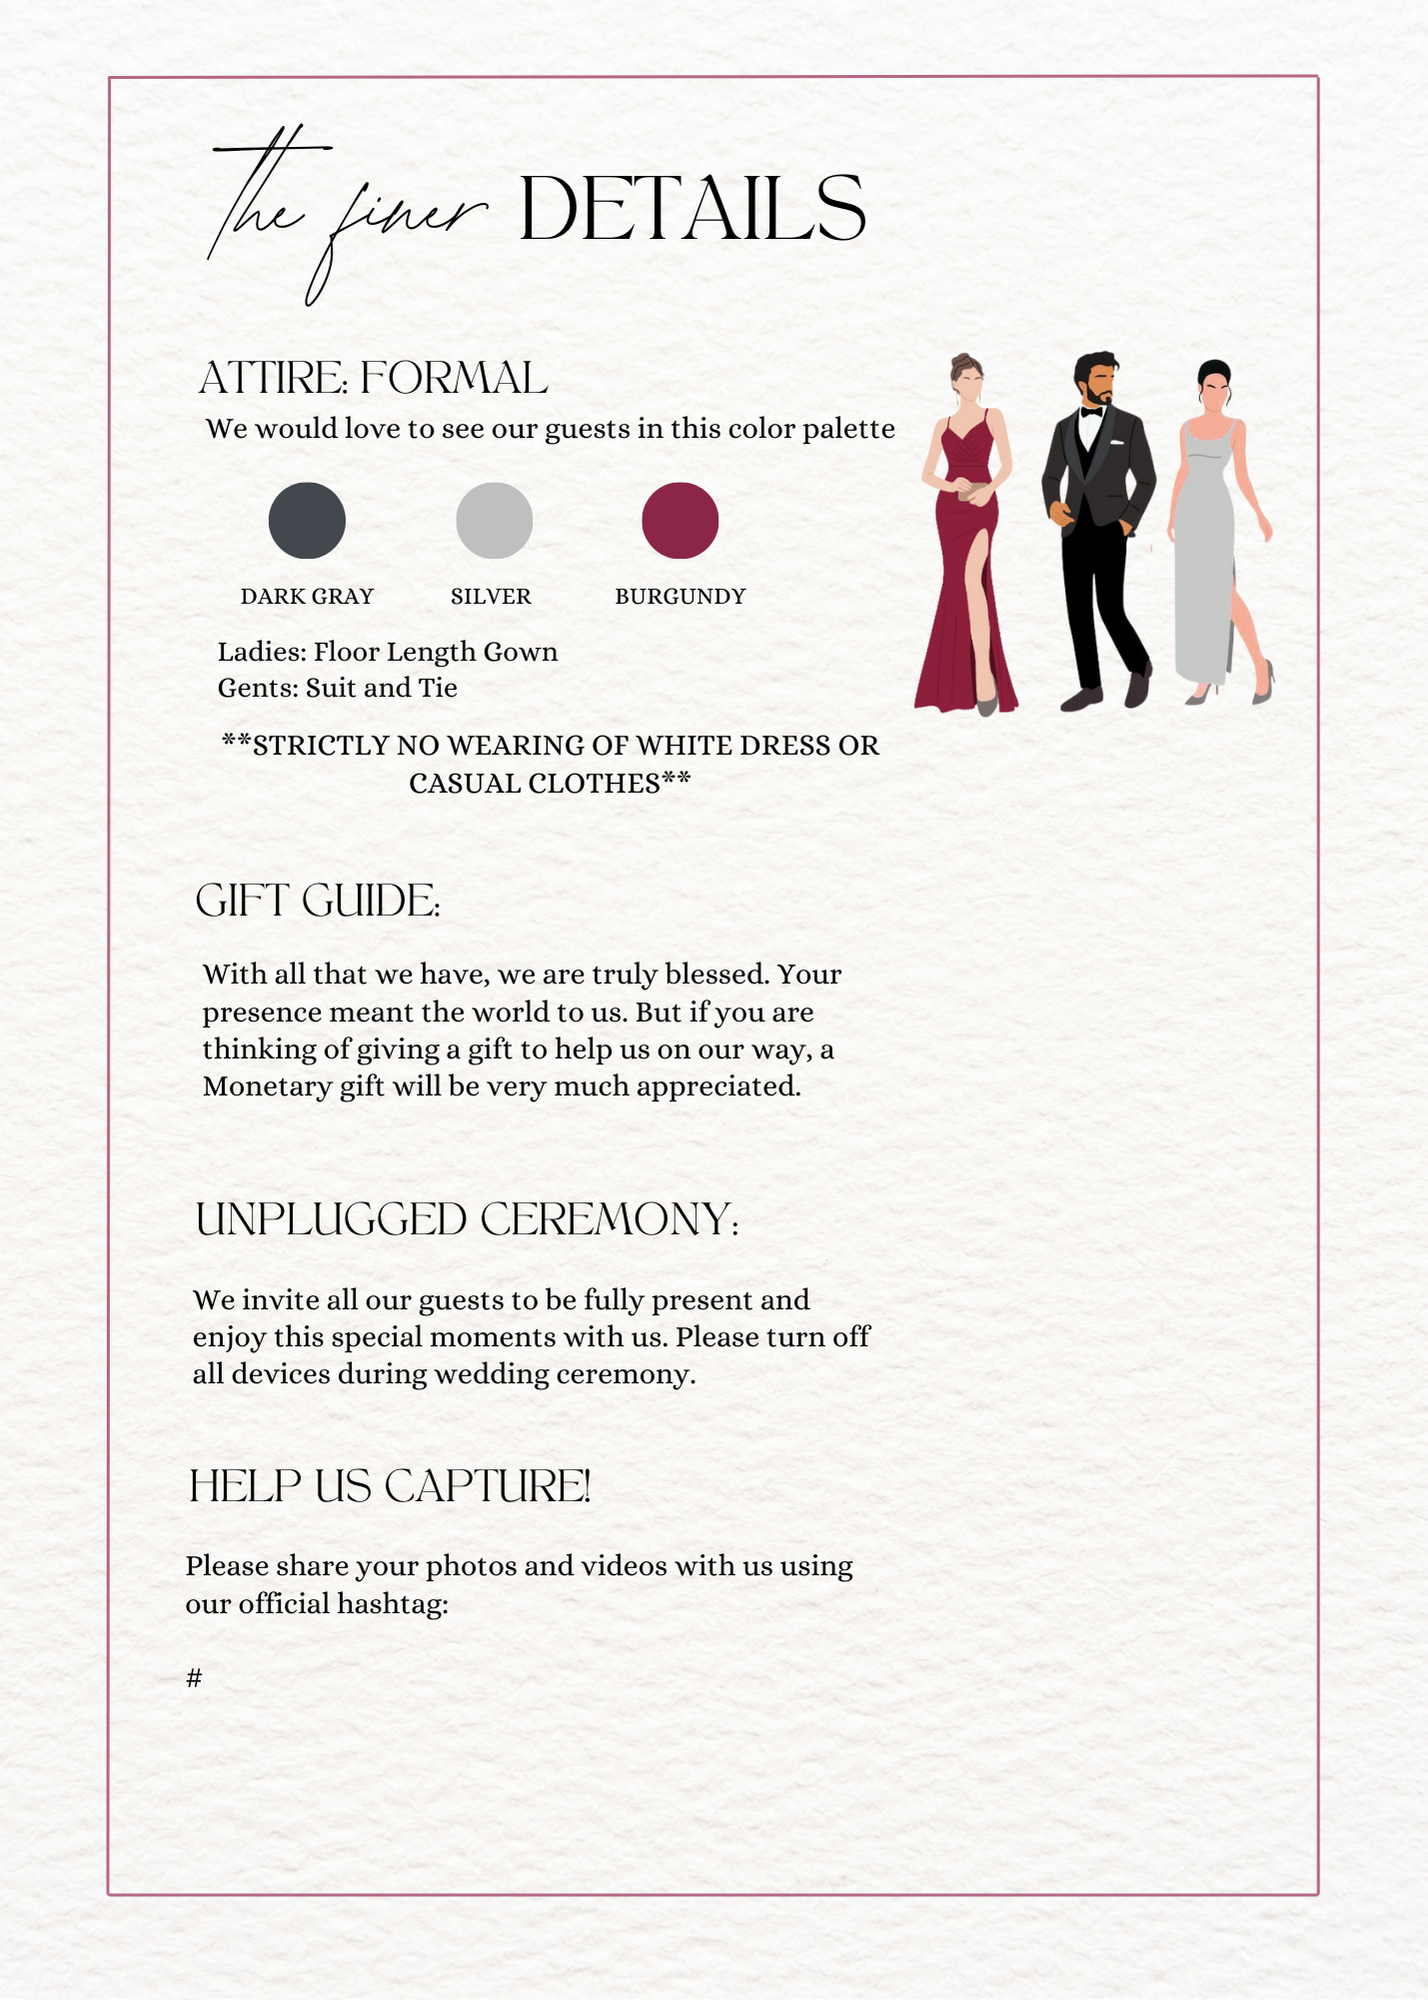 the finer DETAILS
ATTIRE: FORMAL
We would love to see our guests in this color palette
DARK GRAY SILVER BURGUNDY
Ladies: Floor Length Gown
Gents: Suit and Tie
**STRICTLY NO WEARING OF WHITE DRESS OR
CASUAL CLOTHES**
GIFT GUIDE:
With all that we have, we are truly blessed. Your
presence meant the world to us. But if you are
thinking of giving a gift to help us on our way, a
Monetary gift will be very much appreciated.
UNPLUGGED CEREMONY:
We invite all our guests to be fully present and
enjoy this special moments with us. Please turn off
all devices during wedding ceremony.
HELP US CAPTURE!
Please share your photos and videos with us using
our official hashtag:
#